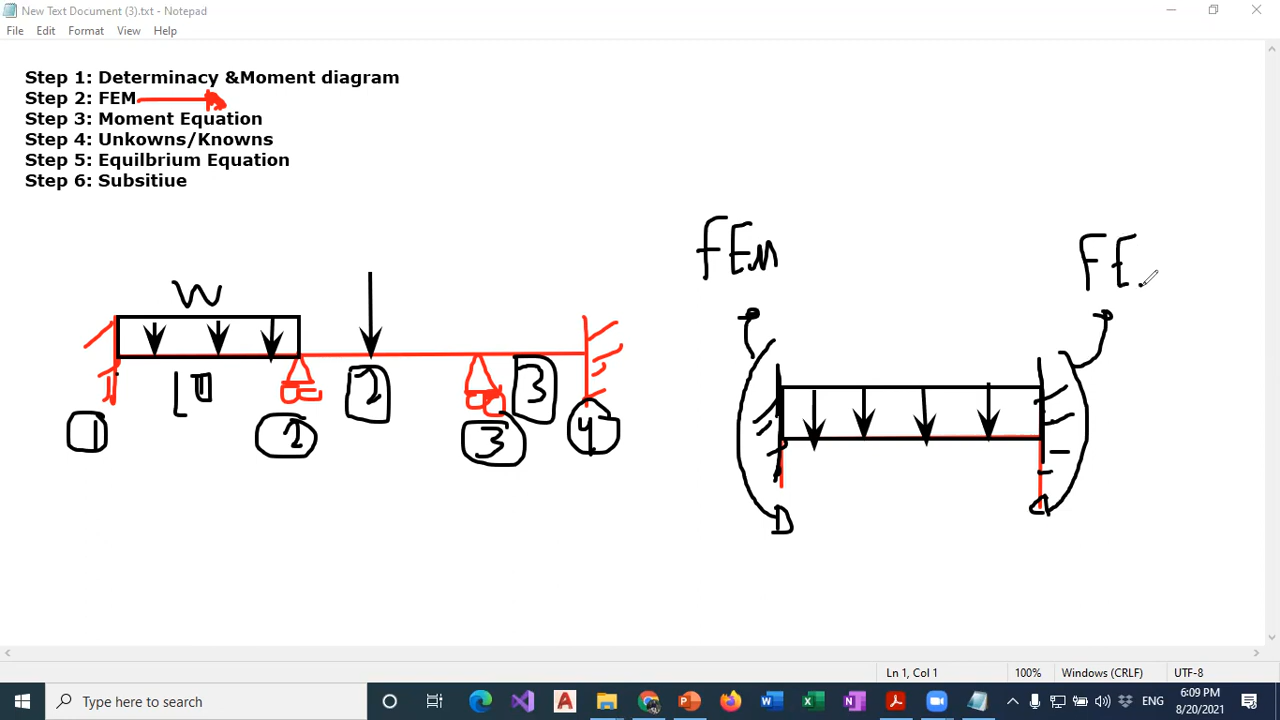 New Text Document (3).txt - Notepad
File Edit Format View Help
Step 1: Determinacy &Moment diagram
Step 2: FEM
Step 3: Moment Equation
Step 4: Unkowns/Knowns
Step 5: Equilbrium Equation
Step 6: Subsitiue
FEM
FE
W
2
3
1
2
3
4
Ln 1, Col 1 100% Windows (CRLF) UTF-8
Type here to search
ENG
6:09 PM
8/20/2021